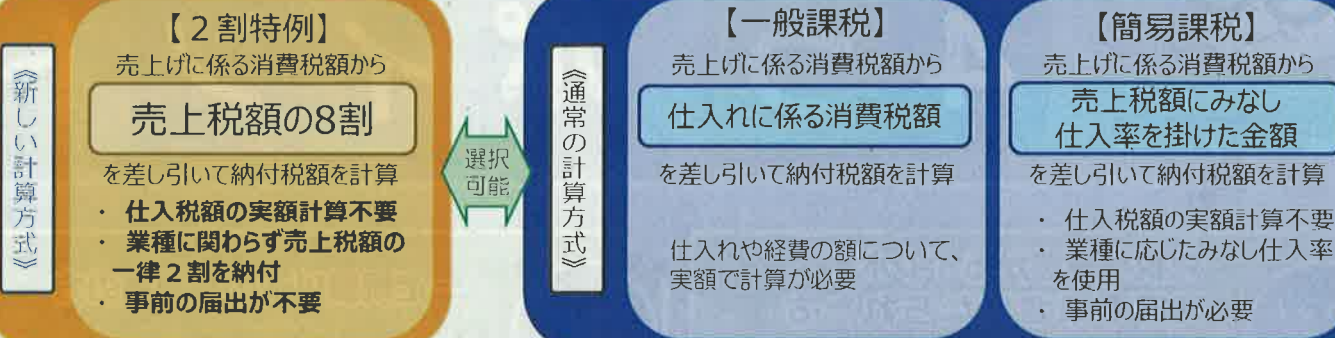 《新しい計算方式》
【2割特例】
売上げに係る消費税額から
売上税額の8割
を差し引いて納付税額を計算
・ 仕入税額の実額計算不要
・ 業種に関わらず売上税額の
一律2割を納付
・ 事前の届出が不要
選択
可能
《通常の計算方式》
【一般課税】
売上げに係る消費税額から
仕入れに係る消費税額
を差し引いて納付税額を計算
仕入れや経費の額について、
実額で計算が必要
【簡易課税】
売上げに係る消費税額から
売上税額にみなし
仕入率を掛けた金額
を差し引いて納付税額を計算
・ 仕入税額の実額計算不要
・ 業種に応じたみなし仕入率
を使用
・ 事前の届出が必要